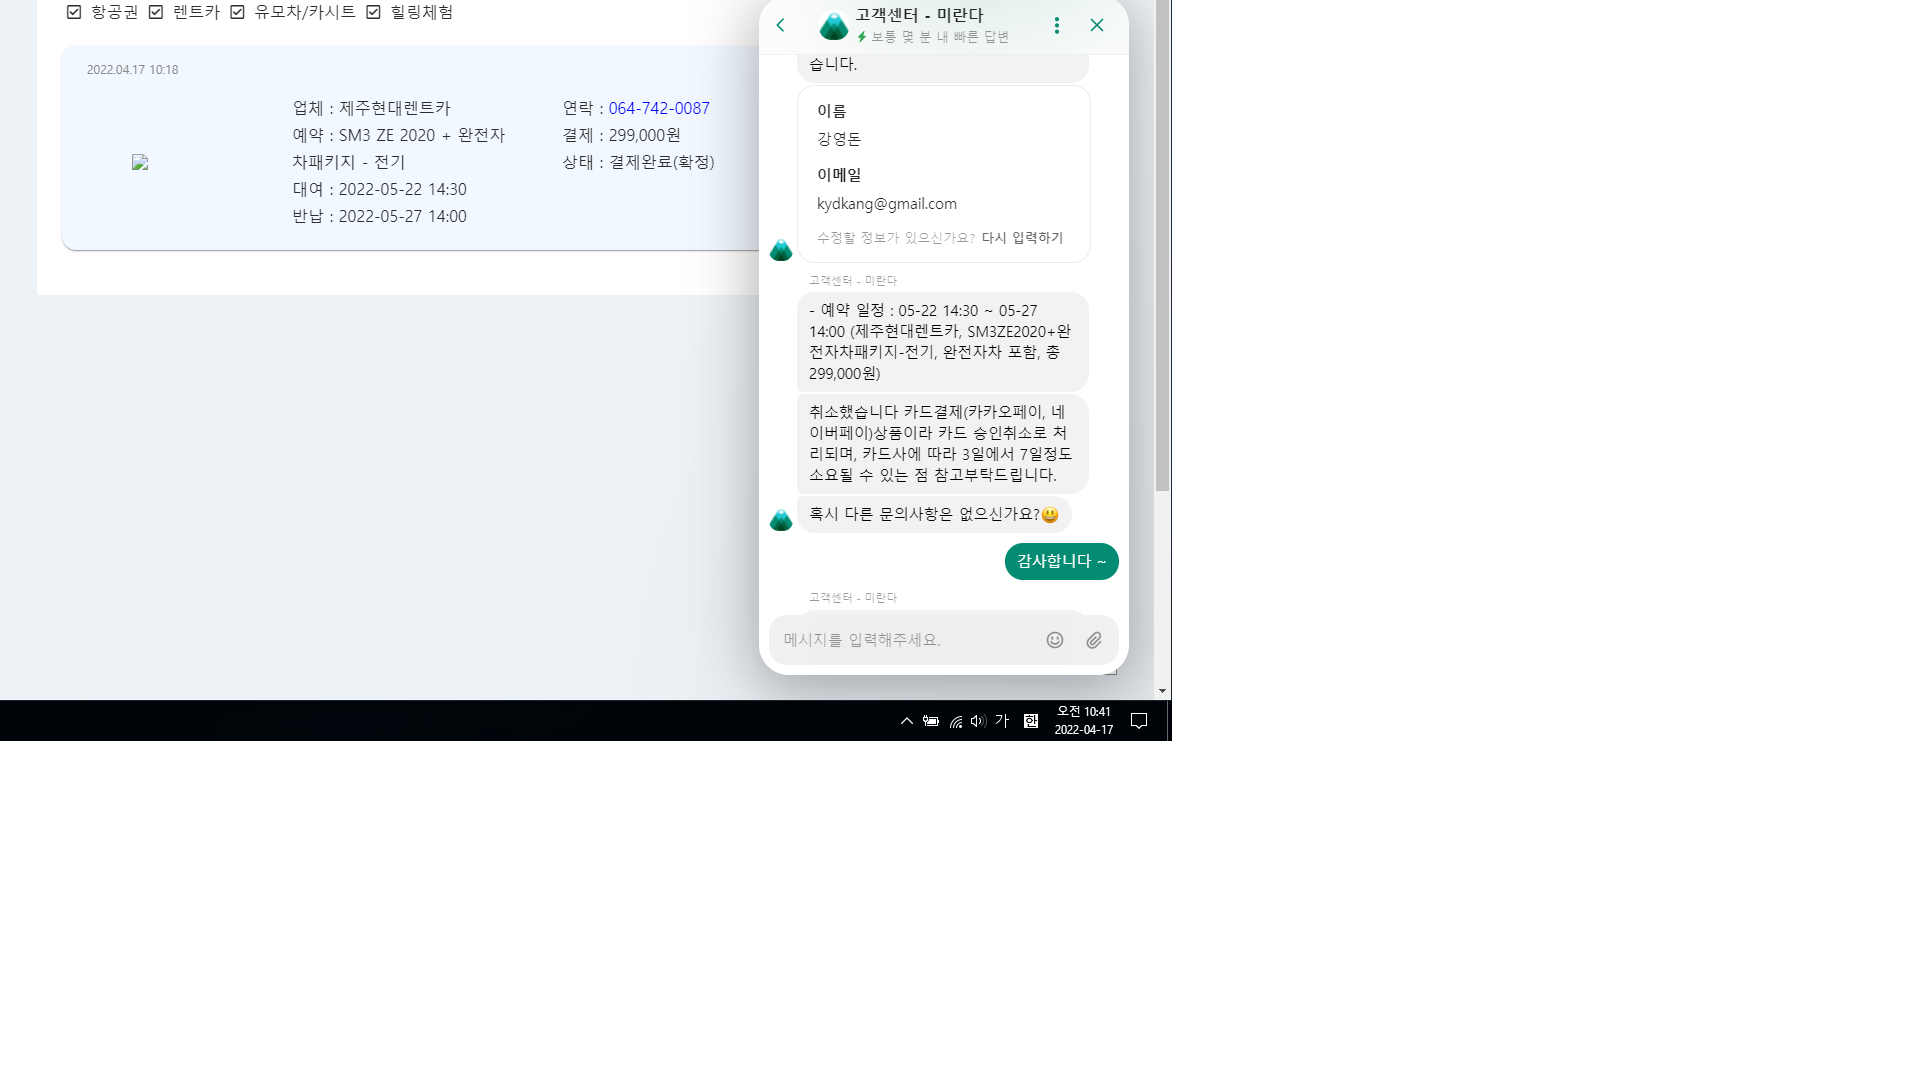 항공권 렌트카 유모차/카시트 힐링체험
2022.04.17 10:18
업체 : 제주현대렌트카
예약 : SM3 ZE 2020 + 완전자
차패키지 - 전기
대여 : 2022-05-22 14:30
반납 : 2022-05-27 14:00
연락 : 064-742-0087
결제 : 299,000원
상태 : 결제완료(확정)
고객센터 - 미란다
보통 몇 분 내 빠른 답변
습니다.
이름
강영돈
이메일
kydkang@gmail.com
수정할 정보가 있으신가요? 다시 입력하기
고객센터 - 미란다
- 예약 일정 : 05-22 14:30 ~ 05-27
14:00 (제주현대렌트카, SM3ZE2020+완
전자차패키지-전기, 완전자차 포함, 총
299,000원)
취소했습니다 카드결제(카카오페이, 네
이버페이)상품이라 카드 승인취소로 처
리되며, 카드사에 따라 3일에서 7일정도
소요될 수 있는 점 참고부탁드립니다.
혹시 다른 문의사항은 없으신가요?😃
감사합니다 ~
고객센터 - 미란다
메시지를 입력해주세요.
가 한 오전 10:41
2022-04-17